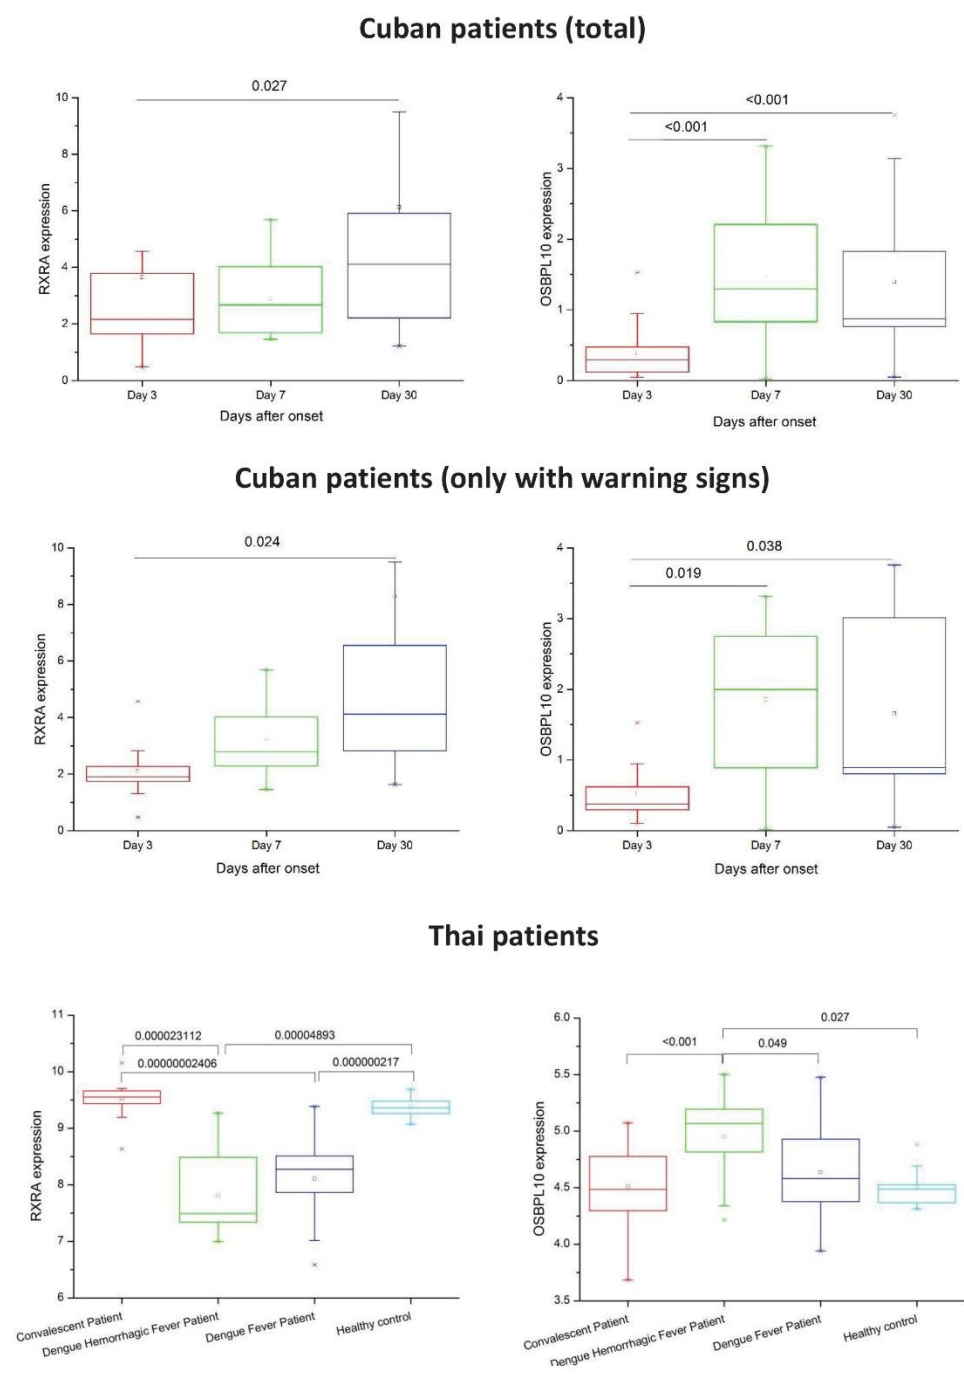 Cuban patients (total)
0.027
10
8
6
4
2
0
RXRA expression
Day 3 Day 7 Day 30
Days after onset
<0.001
<0.001
4
3
2
1
0
OSBPL10 expression
Day 3 Day 7 Day 30
Days after onset
Cuban patients (only with warning signs)
0.024
10
8
6
4
2
0
RXRA expression
Day 3 Day 7 Day 30
Days after onset
0.038
0.019
4
3
2
1
0
OSBPL10 expression
Day 3 Day 7 Day 30
Days after onset
Thai patients
0.000023112 0.00004893
0.00000002406 0.000000217
11
10
9
8
7
6
RXRA expression
Convalescent Patient
Dengue Hemorrhagic Fever Patient
Dengue Fever Patient
Healthy control
0.027
<0.001 0.049
6.0
5.5
5.0
4.5
4.0
3.5
OSBPL10 expression
Convalescent Patient
Dengue Hemorrhagic Fever Patient
Dengue Fever Patient
Healthy control